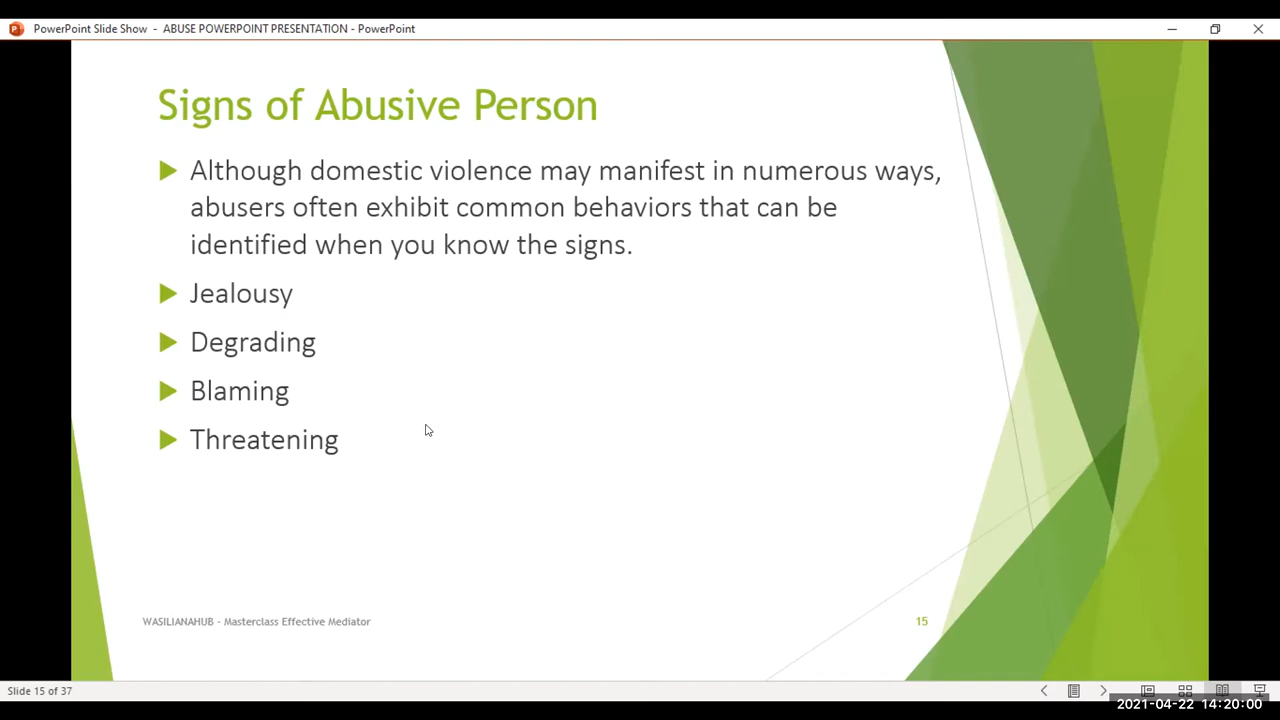 PowerPoint Slide Show - ABUSE POWERPOINT PRESENTATION - PowerPoint
Signs of Abusive Person
Although domestic violence may manifest in numerous ways,
abusers often exhibit common behaviors that can be
identified when you know the signs.
Jealousy
Degrading
Blaming
Threatening
WASILIANAHUB - Masterclass Effective Mediator
15
Slide 15 of 37
2021-04-22 14:20:00